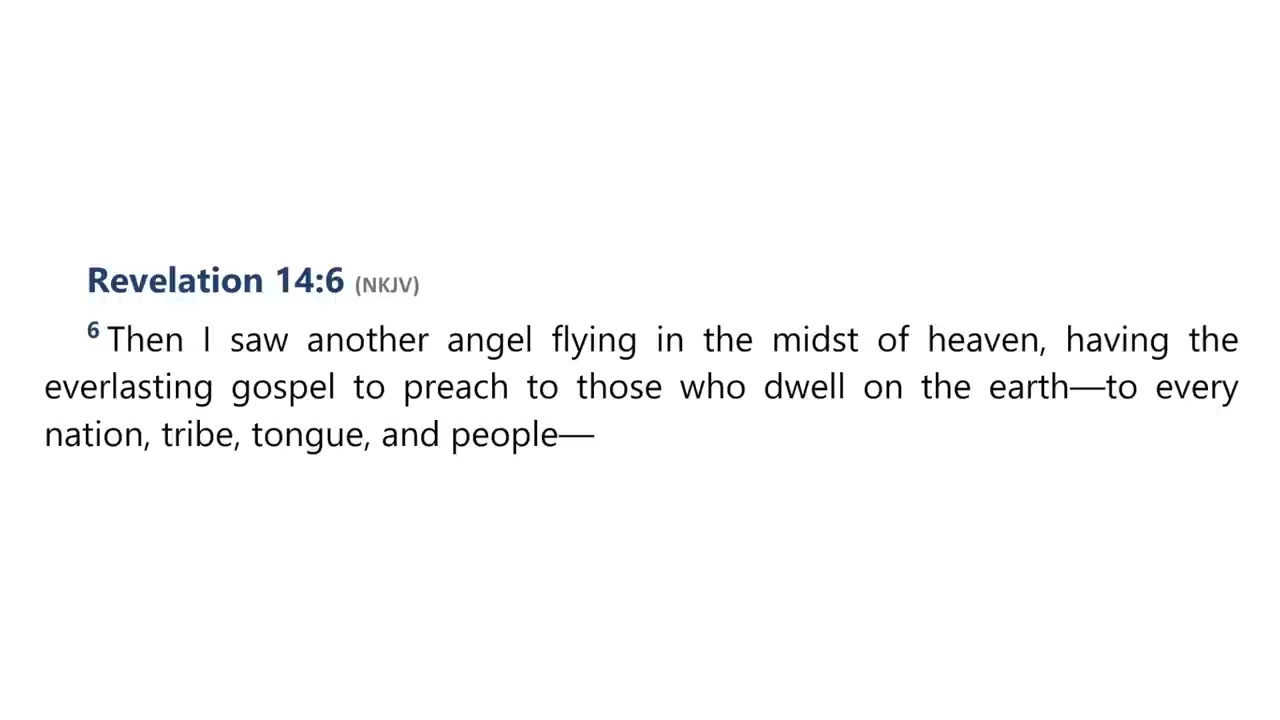 Revelation 14:6 (NKJV)
6 Then I saw another angel flying in the midst of heaven, having the
everlasting gospel to preach to those who dwell on the earth—to every
nation, tribe, tongue, and people—